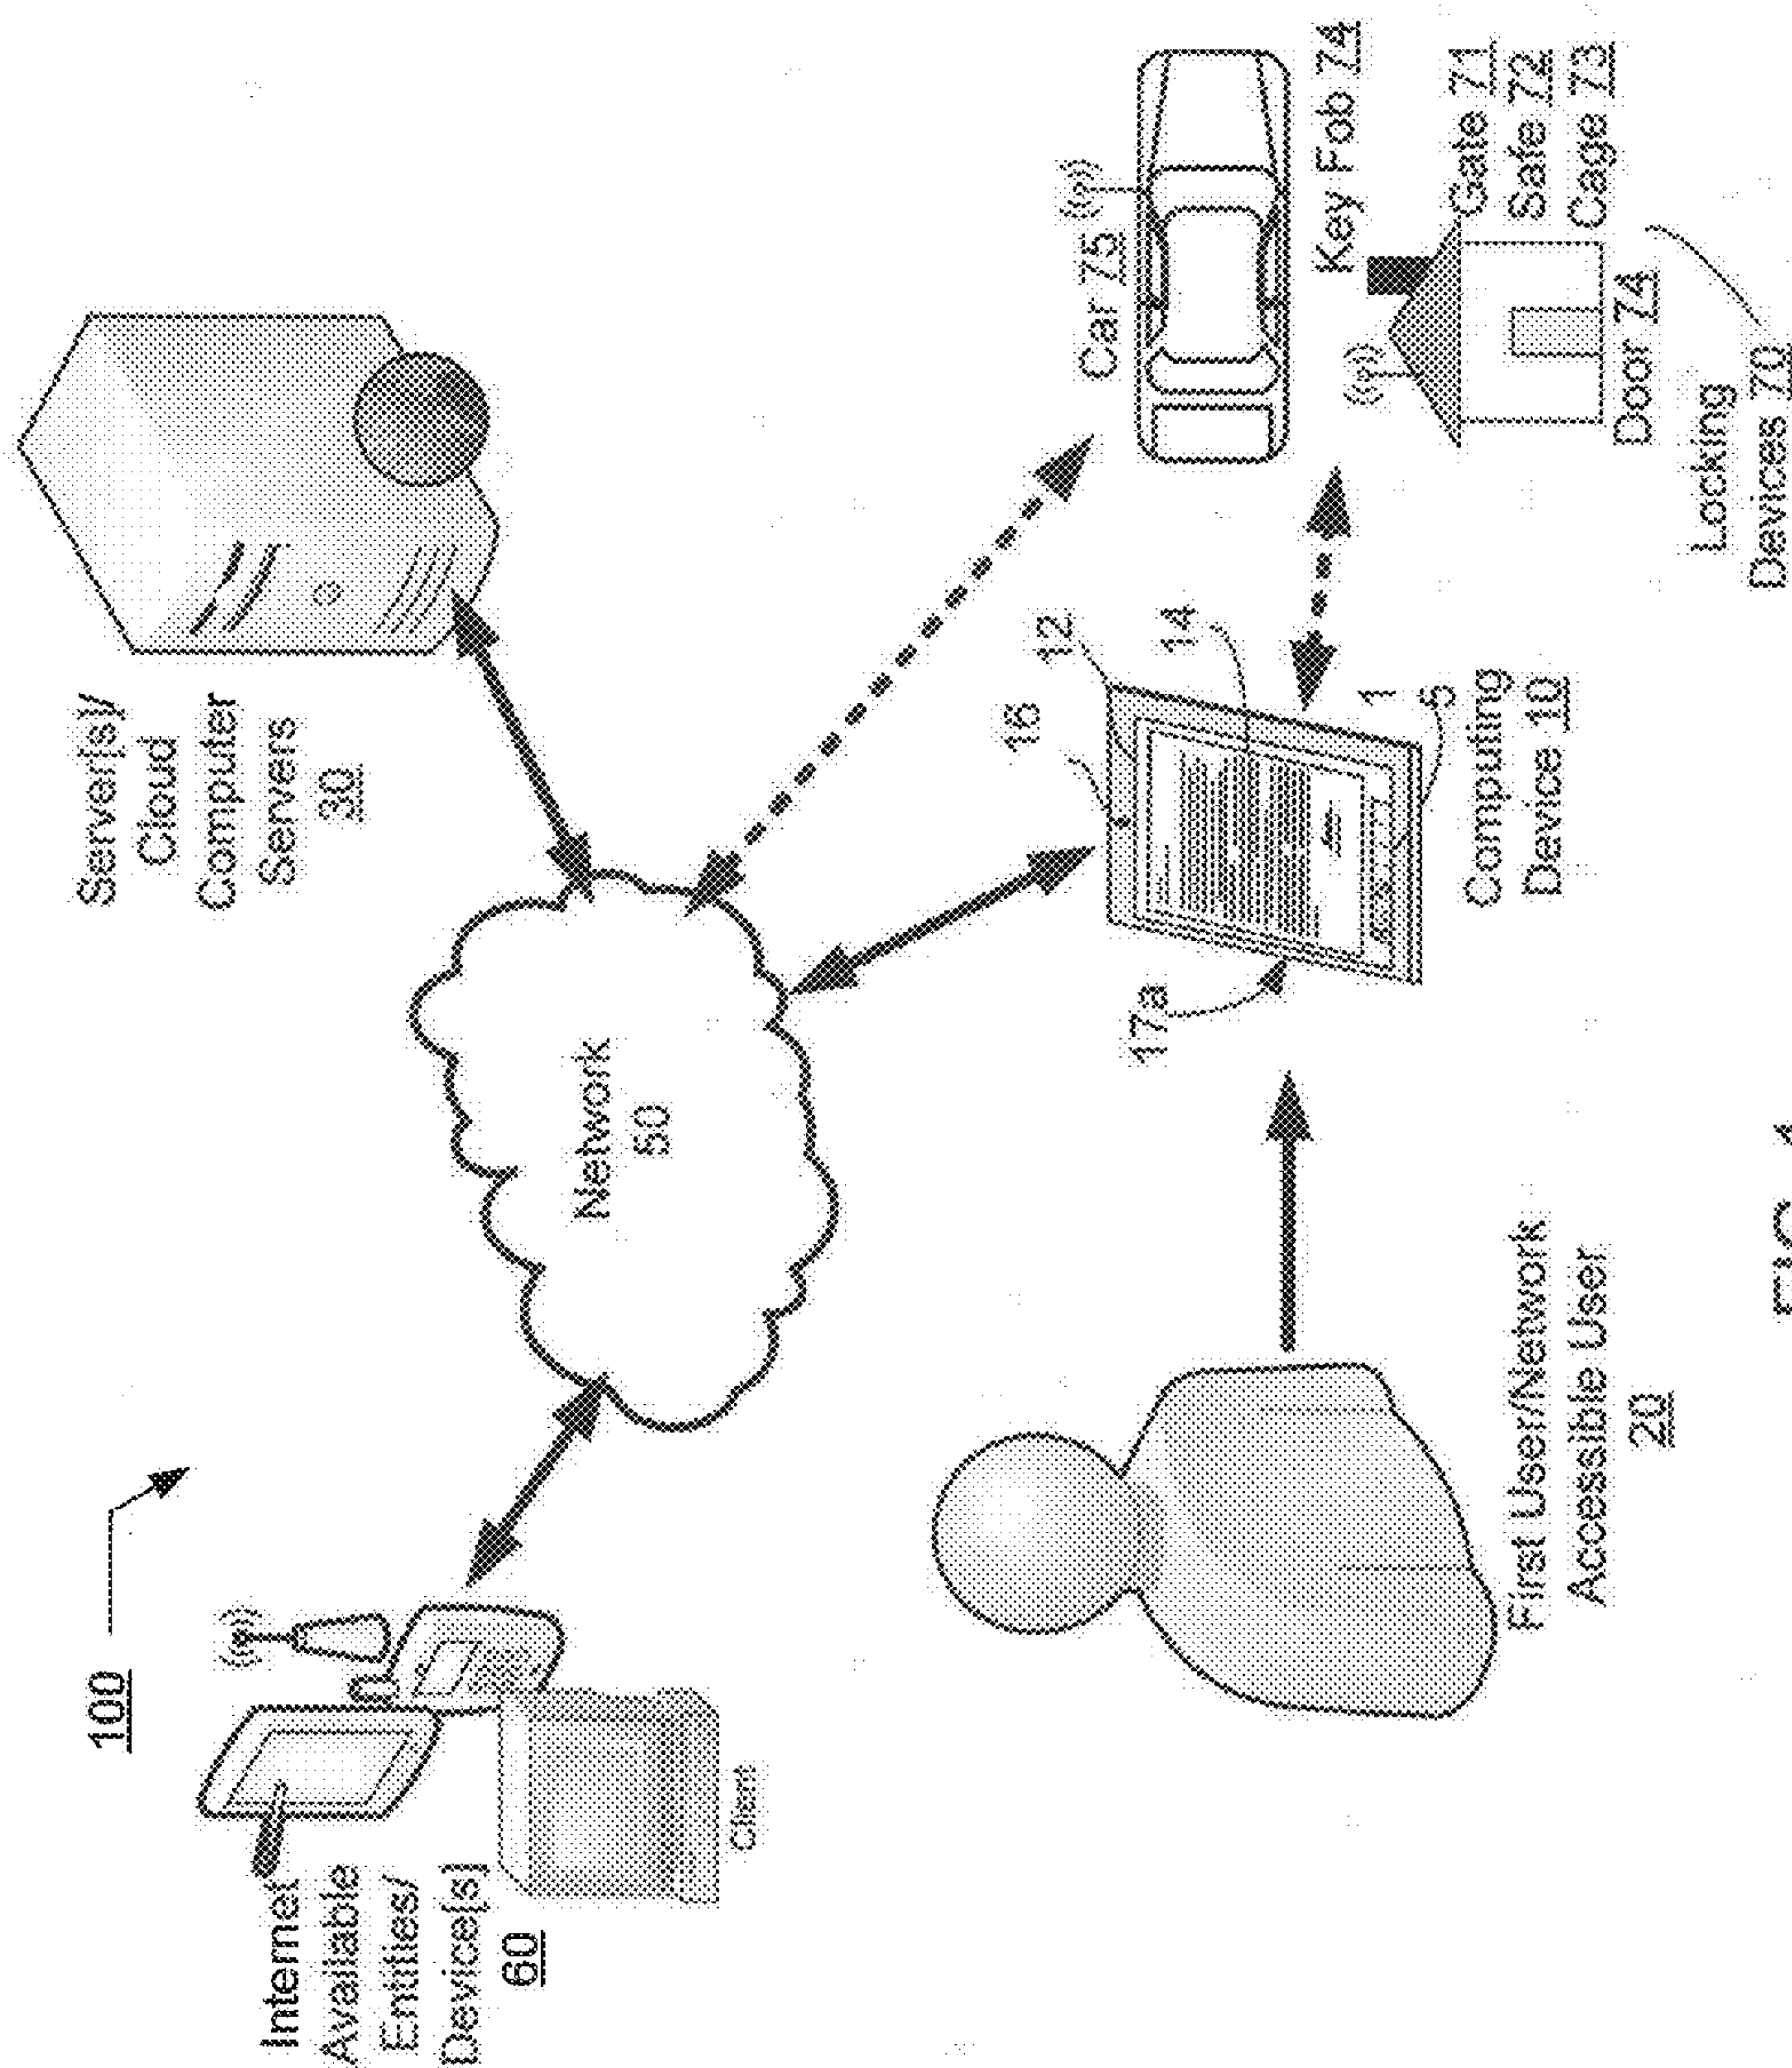 100
Internet
Available
Entities/
Device[s]
60
Client
Server[s]/
Cloud
Computer
Servers
30
Network
50
First User/Network
Accessible User
20
17a
16
12
14
1
5
Computing
Device 10
Car 75
Key Fob 74
Gate 71
Safe 72
Cage 73
Door 7A
Locking
Devices 70